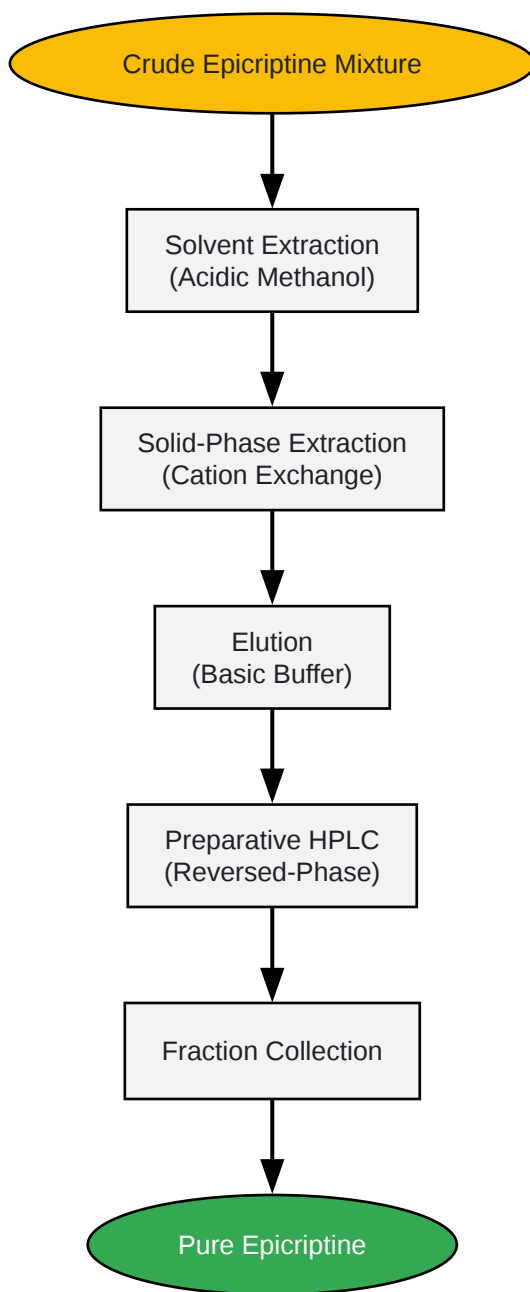 Crude Epicriptine Mixture
Solvent Extraction
(Acidic Methanol)
Solid-Phase Extraction
(Cation Exchange)
Elution
(Basic Buffer)
Preparative HPLC
(Reversed-Phase)
Fraction Collection
Pure Epicriptine